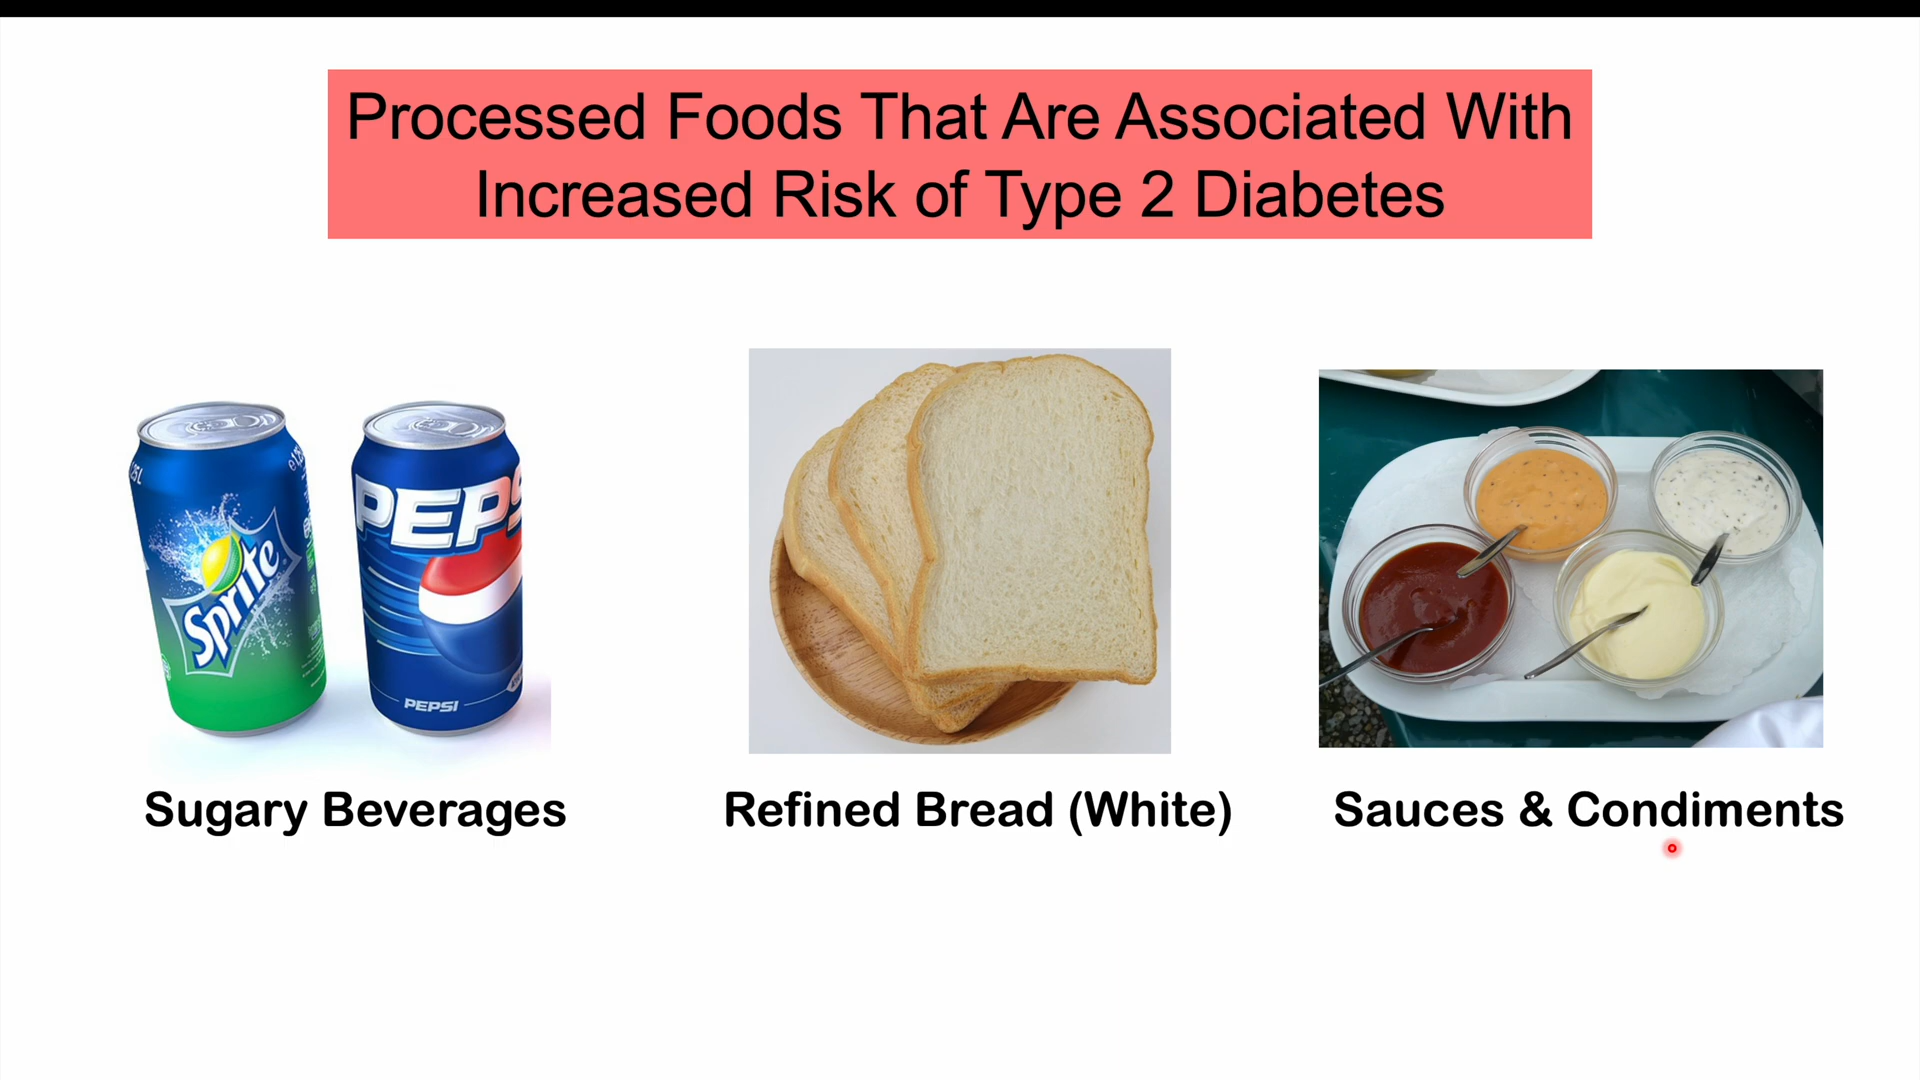 Processed Foods That Are Associated With
Increased Risk of Type 2 Diabetes
Sprite
PEPS
PEPSI
Sugary Beverages
Refined Bread (White)
Sauces & Condiments